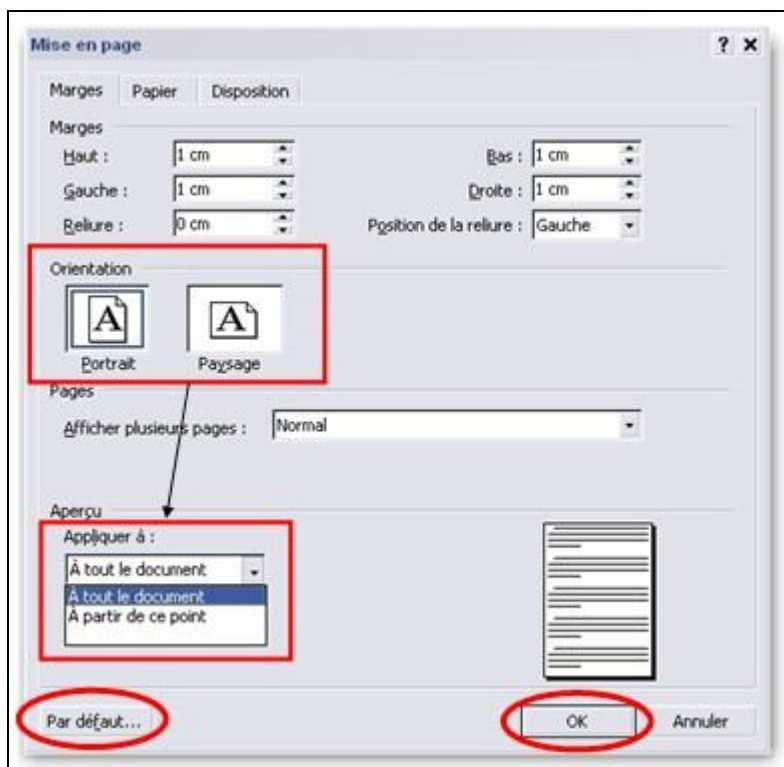 Mise en page
Marges Papier Disposition
Marges
Haut : 1 cm Bas : 1 cm
Gauche : 1 cm Droite : 1 cm
Reliure : 0 cm Position de la reliure : Gauche
Orientation
A A
Portrait Paysage
Pages
Afficher plusieurs pages : Normal
Aperçu
Appliquer à :
À tout le document
À tout le document
À partir de ce point
Par défaut... OK Annuler